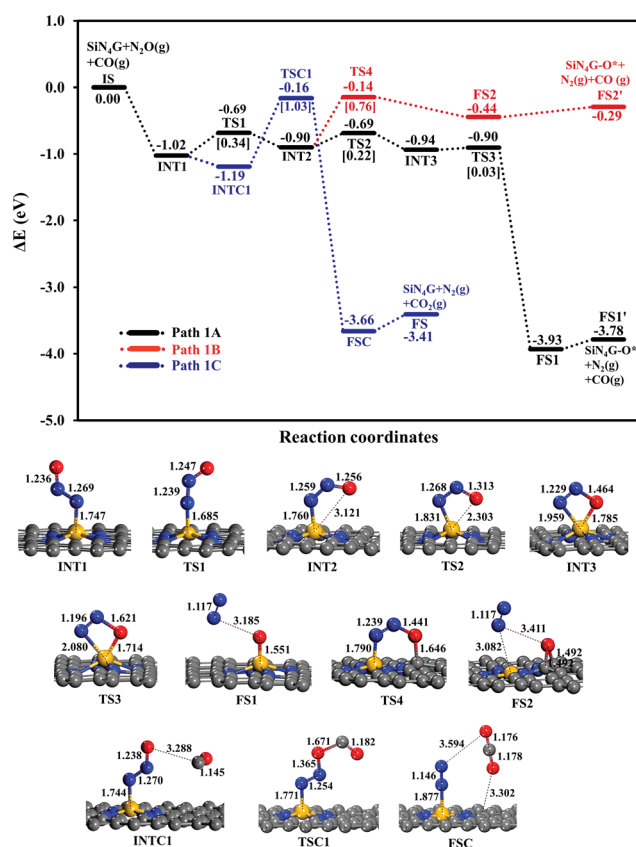 SiN4G+N2O(g)
+CO(g)
IS
0.00
TSC1
-0.16
[1.03]
TS4
-0.14
[0.76]
SiN4G-O*+
N2(g)+CO (g)
FS2'
-0.29
FS2
-0.44
-0.69
TS1
[0.34]
-0.69
TS2
[0.22]
-1.02
INT1
-0.90
INT2
-0.94
INT3
-0.90
TS3
[0.03]
-1.19
INTC1
-3.66
FSC
SiN4G+N2(g)
+CO2(g)
FS
-3.41
-3.93
FS1
FS1'
-3.78
SiN4G-O*
+N2(g)
+CO(g)
Path 1A
Path 1B
Path 1C
0.0
-1.0
-2.0
-3.0
-4.0
-5.0
ΔE (eV)
Reaction coordinates
1.236
1.269
1.747
INT1
1.247
1.239
1.685
TS1
1.259
1.256
1.760
3.121
INT2
1.268
1.313
1.831
2.303
TS2
1.229
1.464
1.959
1.785
INT3
1.196
1.621
2.080
1.714
TS3
1.117
3.185
1.551
FS1
1.239
1.441
1.790
1.646
TS4
1.117
3.411
3.082
1.492
1.492
FS2
1.238
3.288
1.270
1.145
1.744
INTC1
1.671
1.182
1.365
1.254
1.771
TSC1
3.594
1.176
1.178
1.146
1.877
3.302
FSC